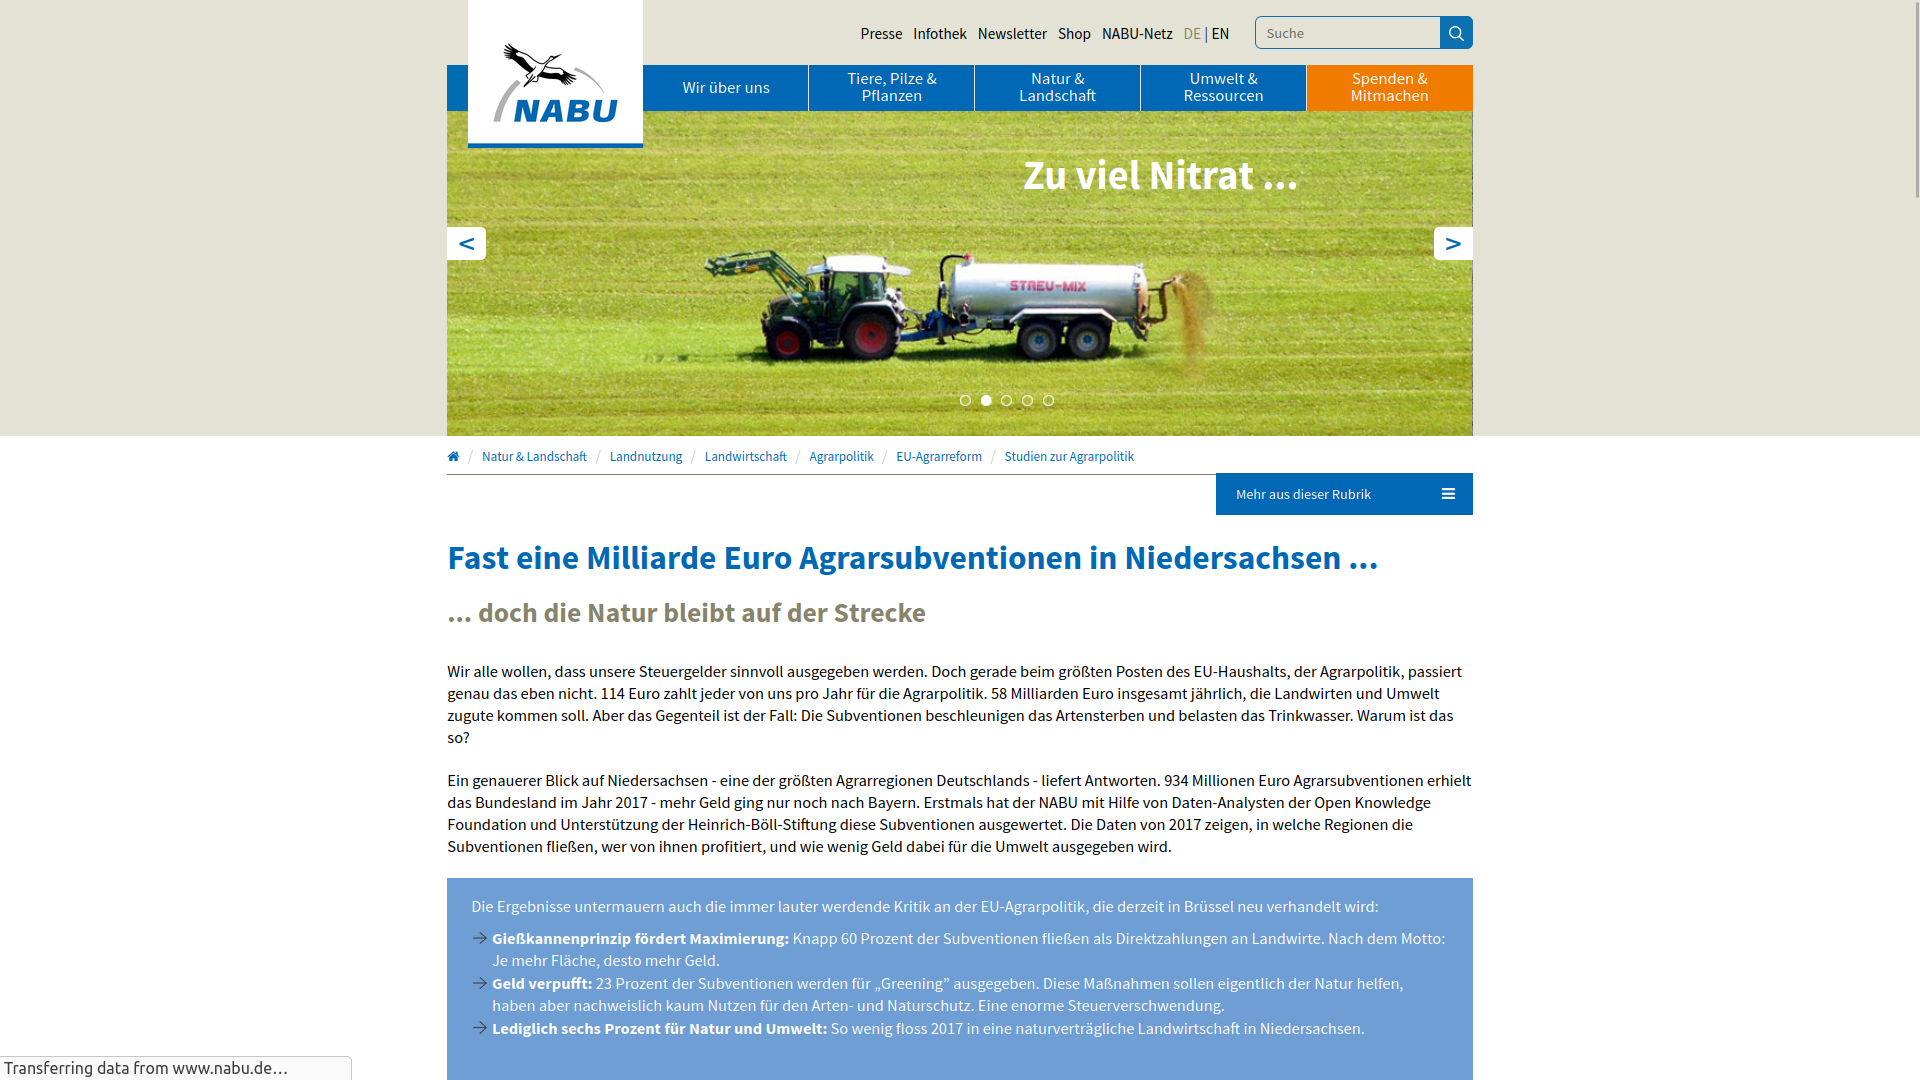 Presse Infothek Newsletter Shop NABU-Netz DE | EN
Suche
NABU
Wir über uns
Tiere, Pilze &
Pflanzen
Natur &
Landschaft
Umwelt &
Ressourcen
Spenden &
Mitmachen
Zu viel Nitrat ...
<
>
STREU-MIX
Natur & Landschaft / Landnutzung / Landwirtschaft / Agrarpolitik / EU-Agrarreform / Studien zur Agrarpolitik
Mehr aus dieser Rubrik
Fast eine Milliarde Euro Agrarsubventionen in Niedersachsen ...
... doch die Natur bleibt auf der Strecke
Wir alle wollen, dass unsere Steuergelder sinnvoll ausgegeben werden. Doch gerade beim größten Posten des EU-Haushalts, der Agrarpolitik, passiert
genau das eben nicht. 114 Euro zahlt jeder von uns pro Jahr für die Agrarpolitik. 58 Milliarden Euro insgesamt jährlich, die Landwirten und Umwelt
zugute kommen soll. Aber das Gegenteil ist der Fall: Die Subventionen beschleunigen das Artensterben und belasten das Trinkwasser. Warum ist das
so?
Ein genauerer Blick auf Niedersachsen - eine der größten Agrarregionen Deutschlands - liefert Antworten. 934 Millionen Euro Agrarsubventionen erhielt
das Bundesland im Jahr 2017 - mehr Geld ging nur noch nach Bayern. Erstmals hat der NABU mit Hilfe von Daten-Analysten der Open Knowledge
Foundation und Unterstützung der Heinrich-Böll-Stiftung diese Subventionen ausgewertet. Die Daten von 2017 zeigen, in welche Regionen die
Subventionen fließen, wer von ihnen profitiert, und wie wenig Geld dabei für die Umwelt ausgegeben wird.
Die Ergebnisse untermauern auch die immer lauter werdende Kritik an der EU-Agrarpolitik, die derzeit in Brüssel neu verhandelt wird:
Gießkannenprinzip fördert Maximierung: Knapp 60 Prozent der Subventionen fließen als Direktzahlungen an Landwirte. Nach dem Motto:
Je mehr Fläche, desto mehr Geld.
Geld verpufft: 23 Prozent der Subventionen werden für „Greening” ausgegeben. Diese Maßnahmen sollen eigentlich der Natur helfen,
haben aber nachweislich kaum Nutzen für den Arten- und Naturschutz. Eine enorme Steuerverschwendung.
Lediglich sechs Prozent für Natur und Umwelt: So wenig floss 2017 in eine naturverträgliche Landwirtschaft in Niedersachsen.
Transferring data from www.nabu.de…